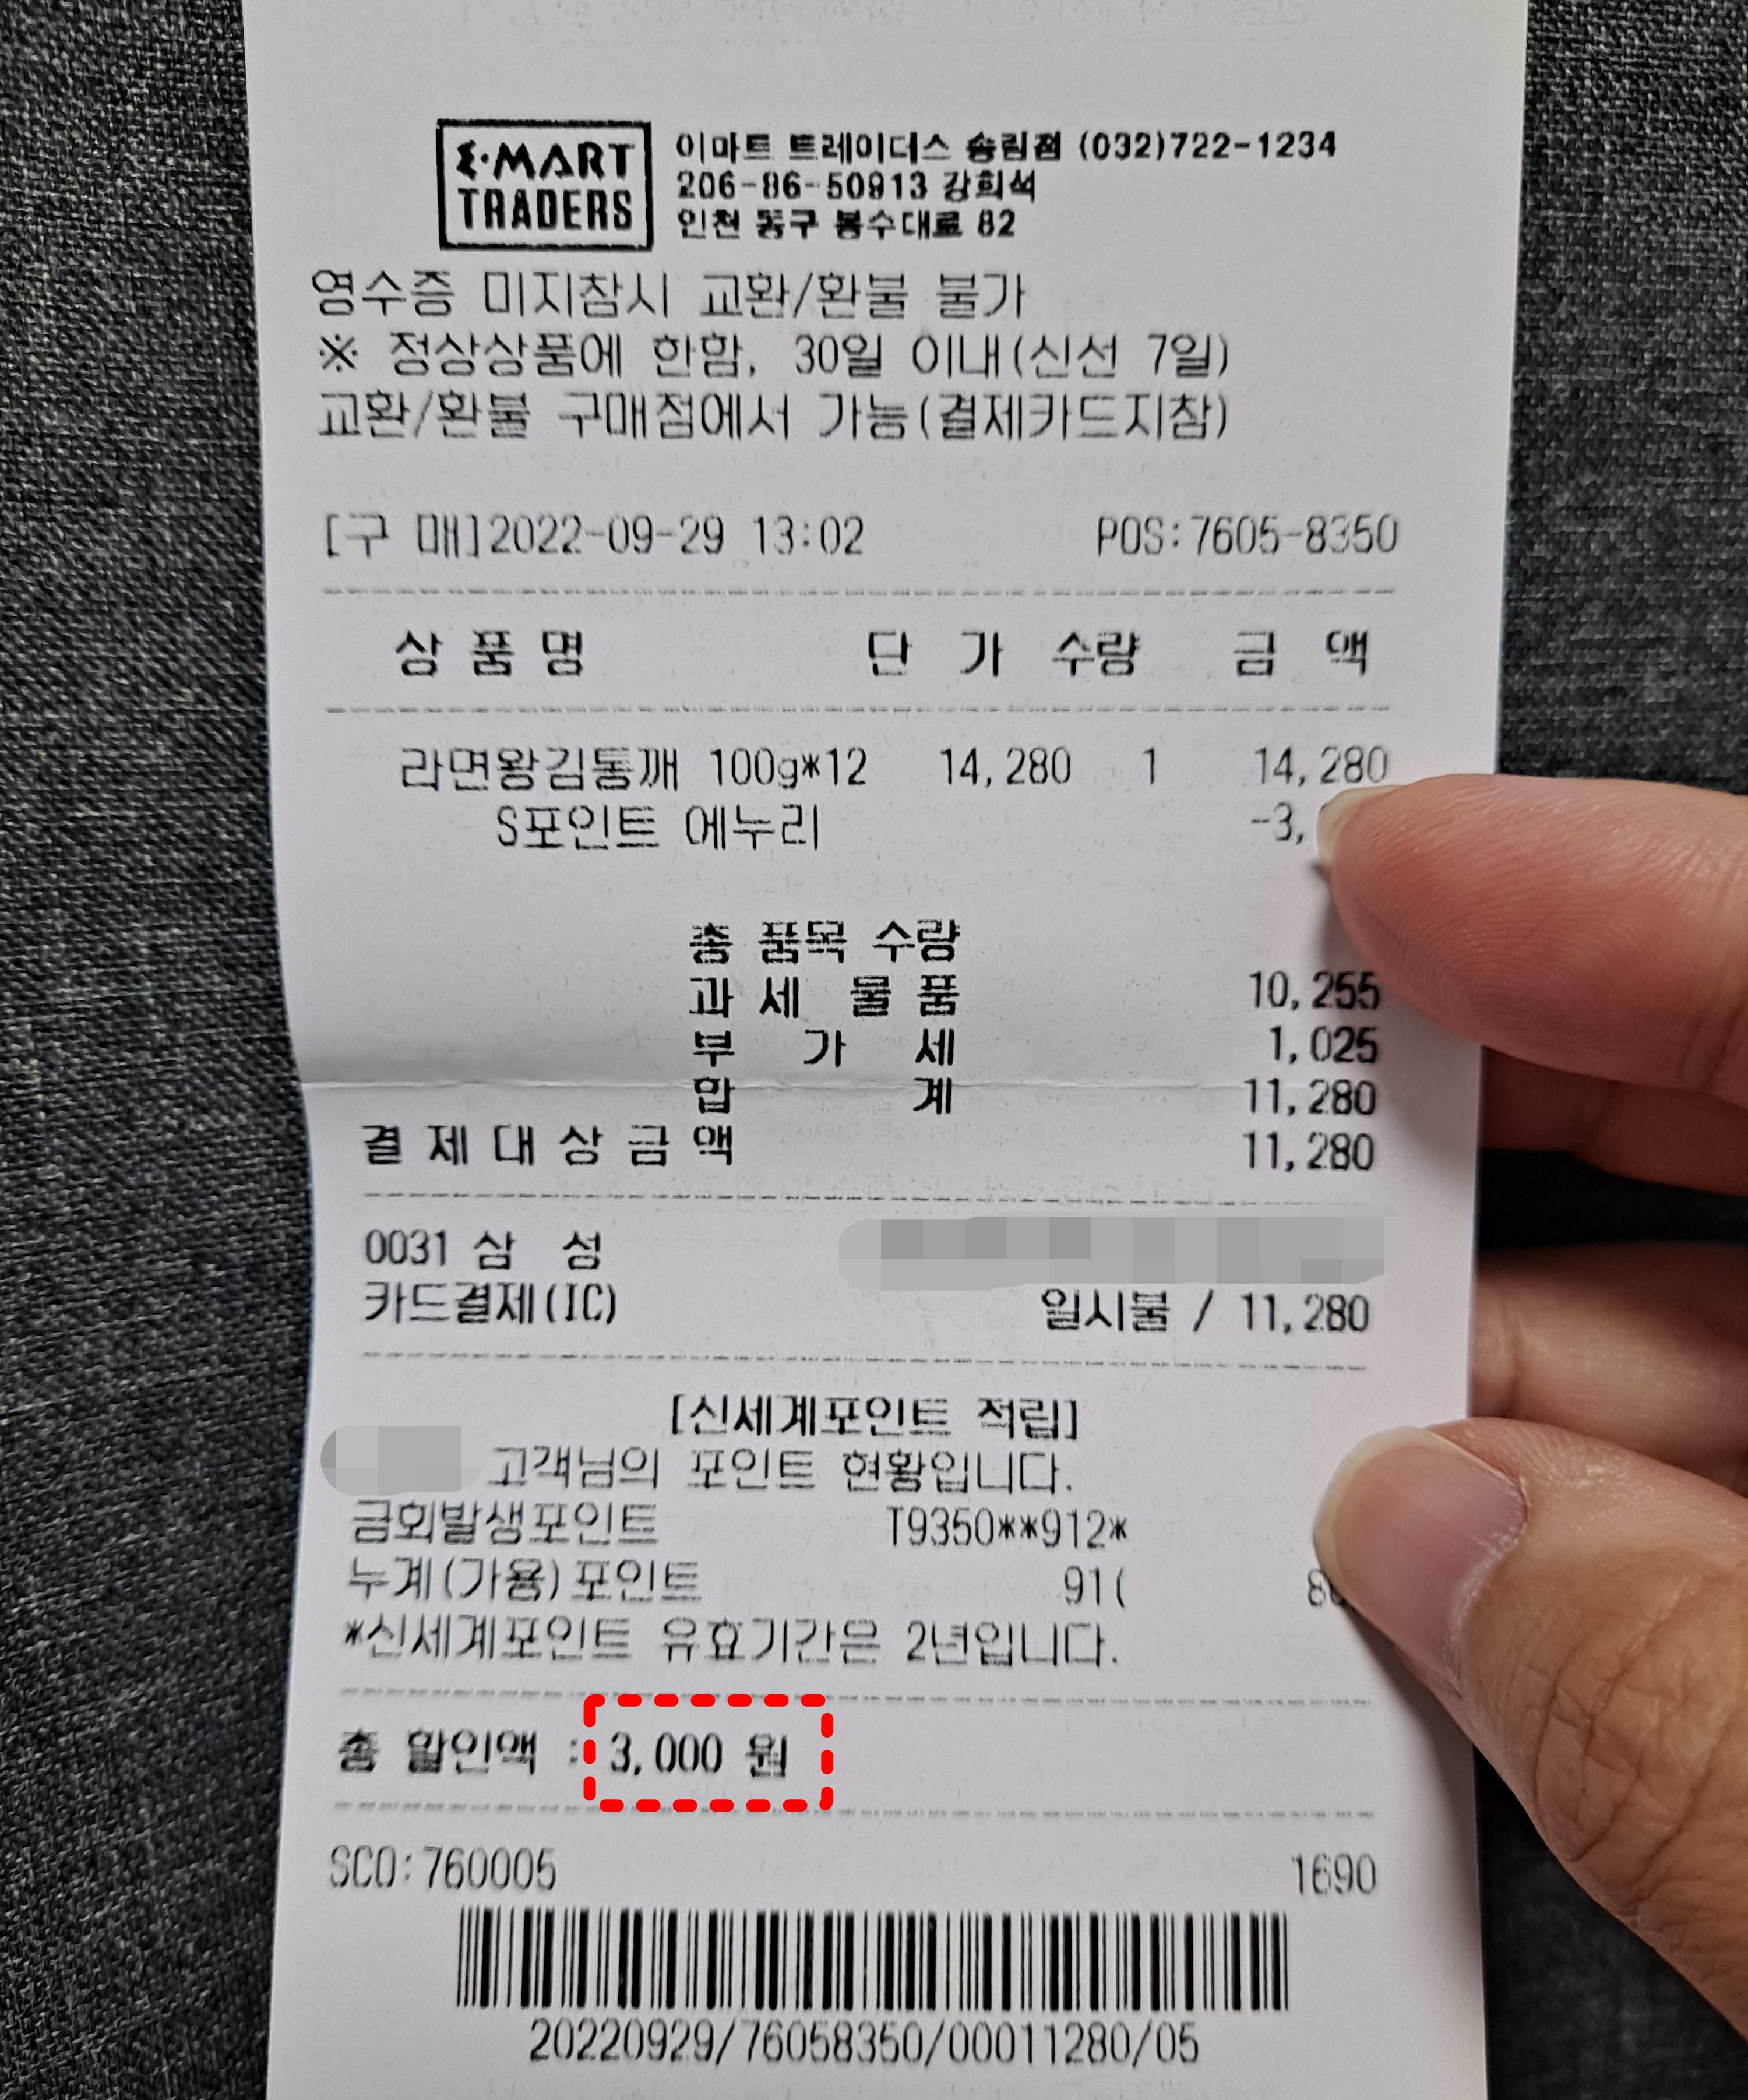 E·MART
TRADERS
이마트 트레이더스 송림점 (032)722-1234
206-86-50913 강희석
인천 동구 봉수대로 82
영수증 미지참시 교환/환불 불가
※ 정상상품에 한함, 30일 이내(신선 7일)
교환/환불 구매점에서 가능(결제카드지참)
[구 매]2022-09-29 13:02 POS:7605-8350
상 품 명 단 가 수량 금 액
라면왕김통깨 100g*12 14,280 1 14,280
S포인트 에누리 -3,
총 품목 수량
과 세 물 품 10,255
부 가 세 1,025
합 계 11,280
결 제 대 상 금 액 11,280
0031 삼 성
카드결제(IC) 일시불 / 11,280
[신세계포인트 적립]
고객님의 포인트 현황입니다.
금회발생포인트 T9350**912*
누계(가용)포인트 91(
*신세계포인트 유효기간은 2년입니다.
총 할인액 : 3,000 원
SCO:760005 1690
20220929/76058350/00011280/05